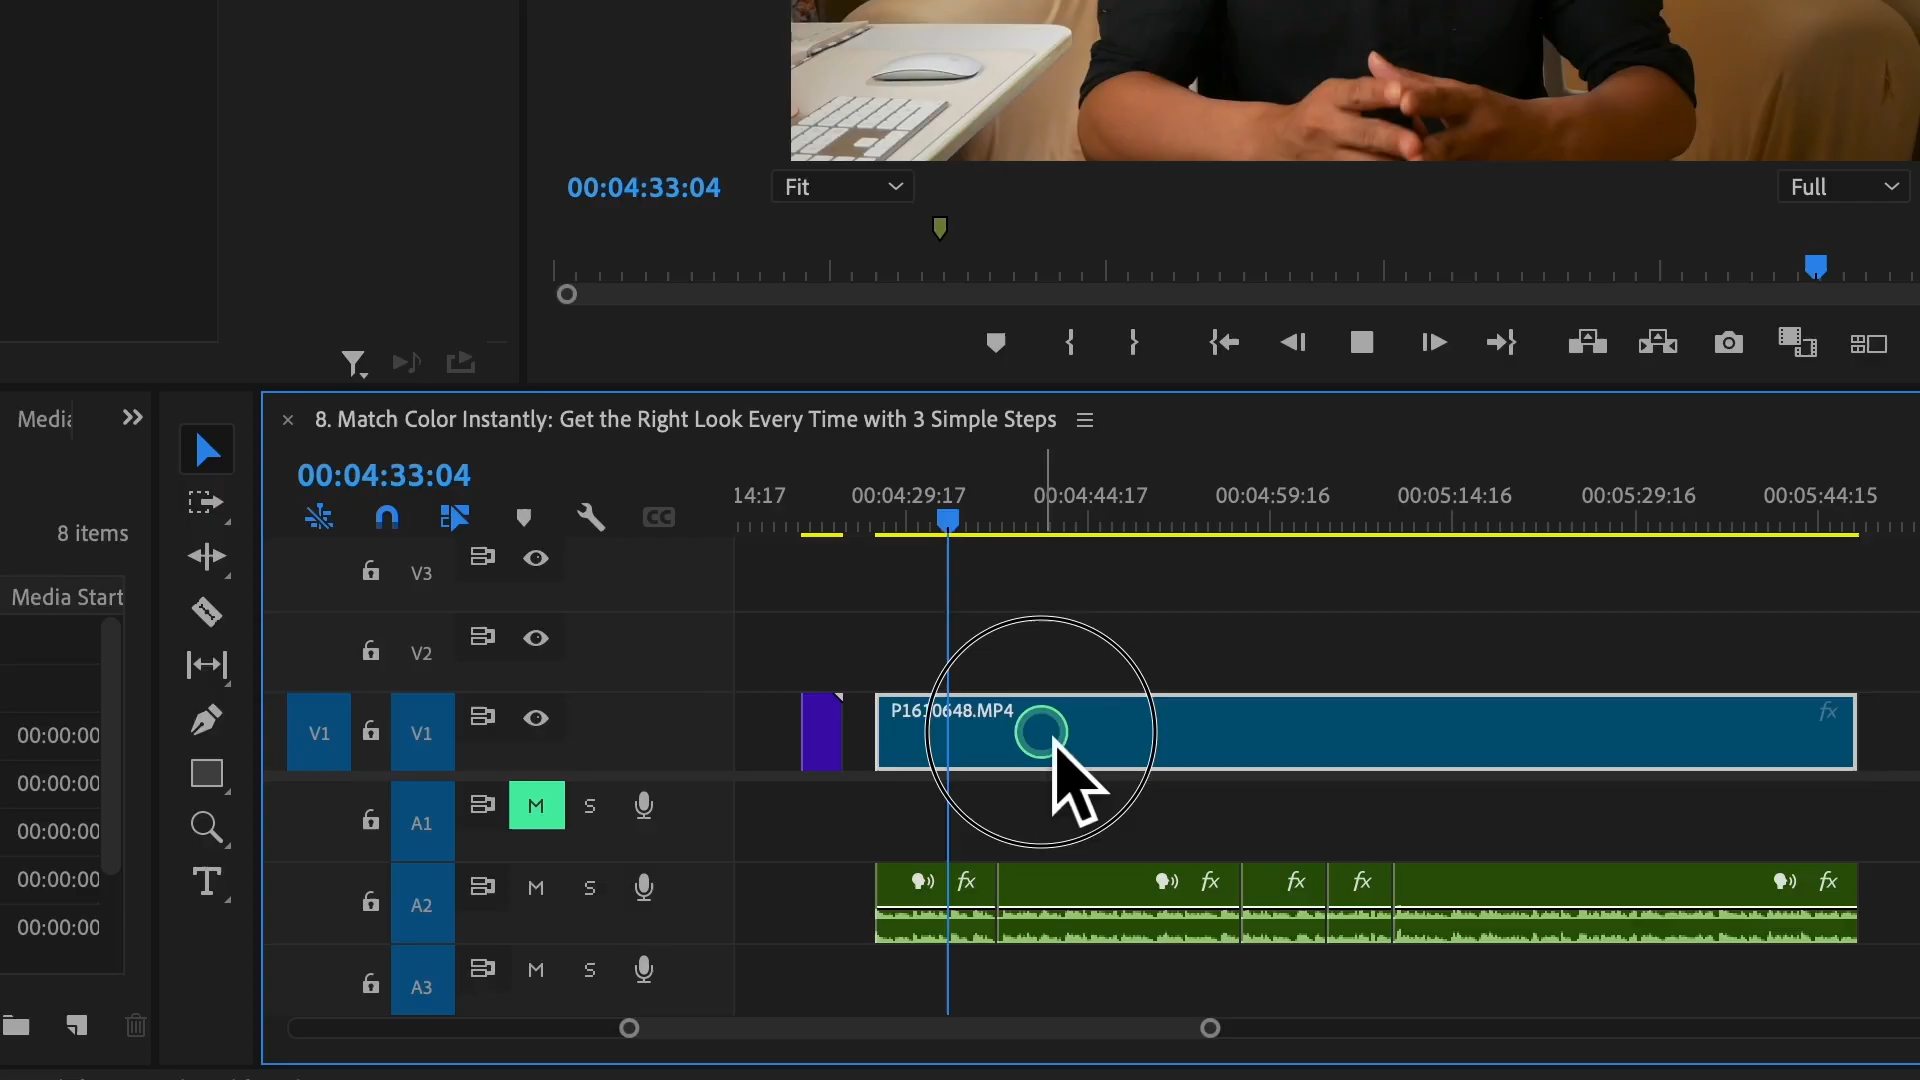 00:04:33:04
Fit
Full
Media
8. Match Color Instantly: Get the Right Look Every Time with 3 Simple Steps
00:04:33:04
14:17
00:04:29:17
00:04:44:17
00:04:59:16
00:05:14:16
00:05:29:16
00:05:44:15
CC
8 items
Media Start
V3
V2
V1
V1
P1610648.MP4
fx
00:00:00
00:00:00
00:00:00
00:00:00
00:00:00
A1
M
S
A2
M
S
fx
fx
fx
fx
fx
A3
M
S